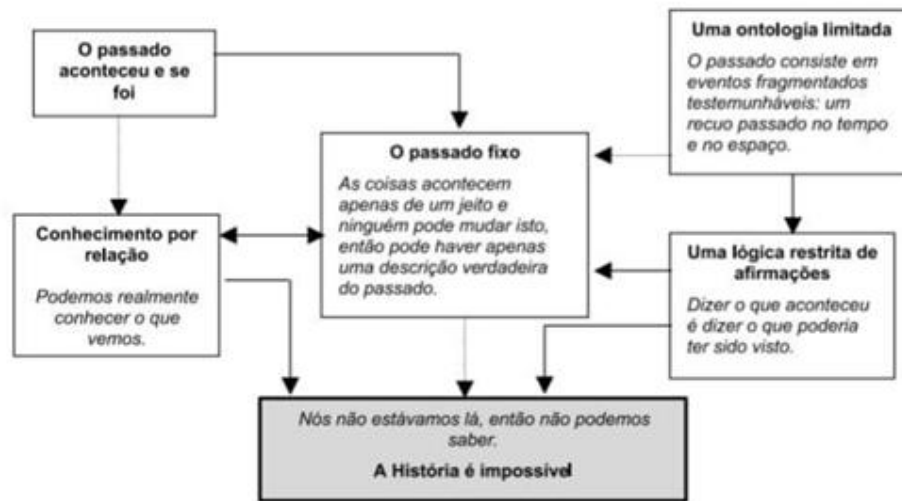 O passado
aconteceu e se
foi
Uma ontologia limitada
O passado consiste em
eventos fragmentados
testemunháveis: um
recuo passado no tempo
e no espaço.
O passado fixo
As coisas acontecem
apenas de um jeito e
ninguém pode mudar isto,
então pode haver apenas
uma descrição verdadeira
do passado.
Conhecimento por
relação
Podemos realmente
conhecer o que
vemos.
Uma lógica restrita de
afirmações
Dizer o que aconteceu
é dizer o que poderia
ter sido visto.
Nós não estávamos lá, então não podemos
saber.
A História é impossível